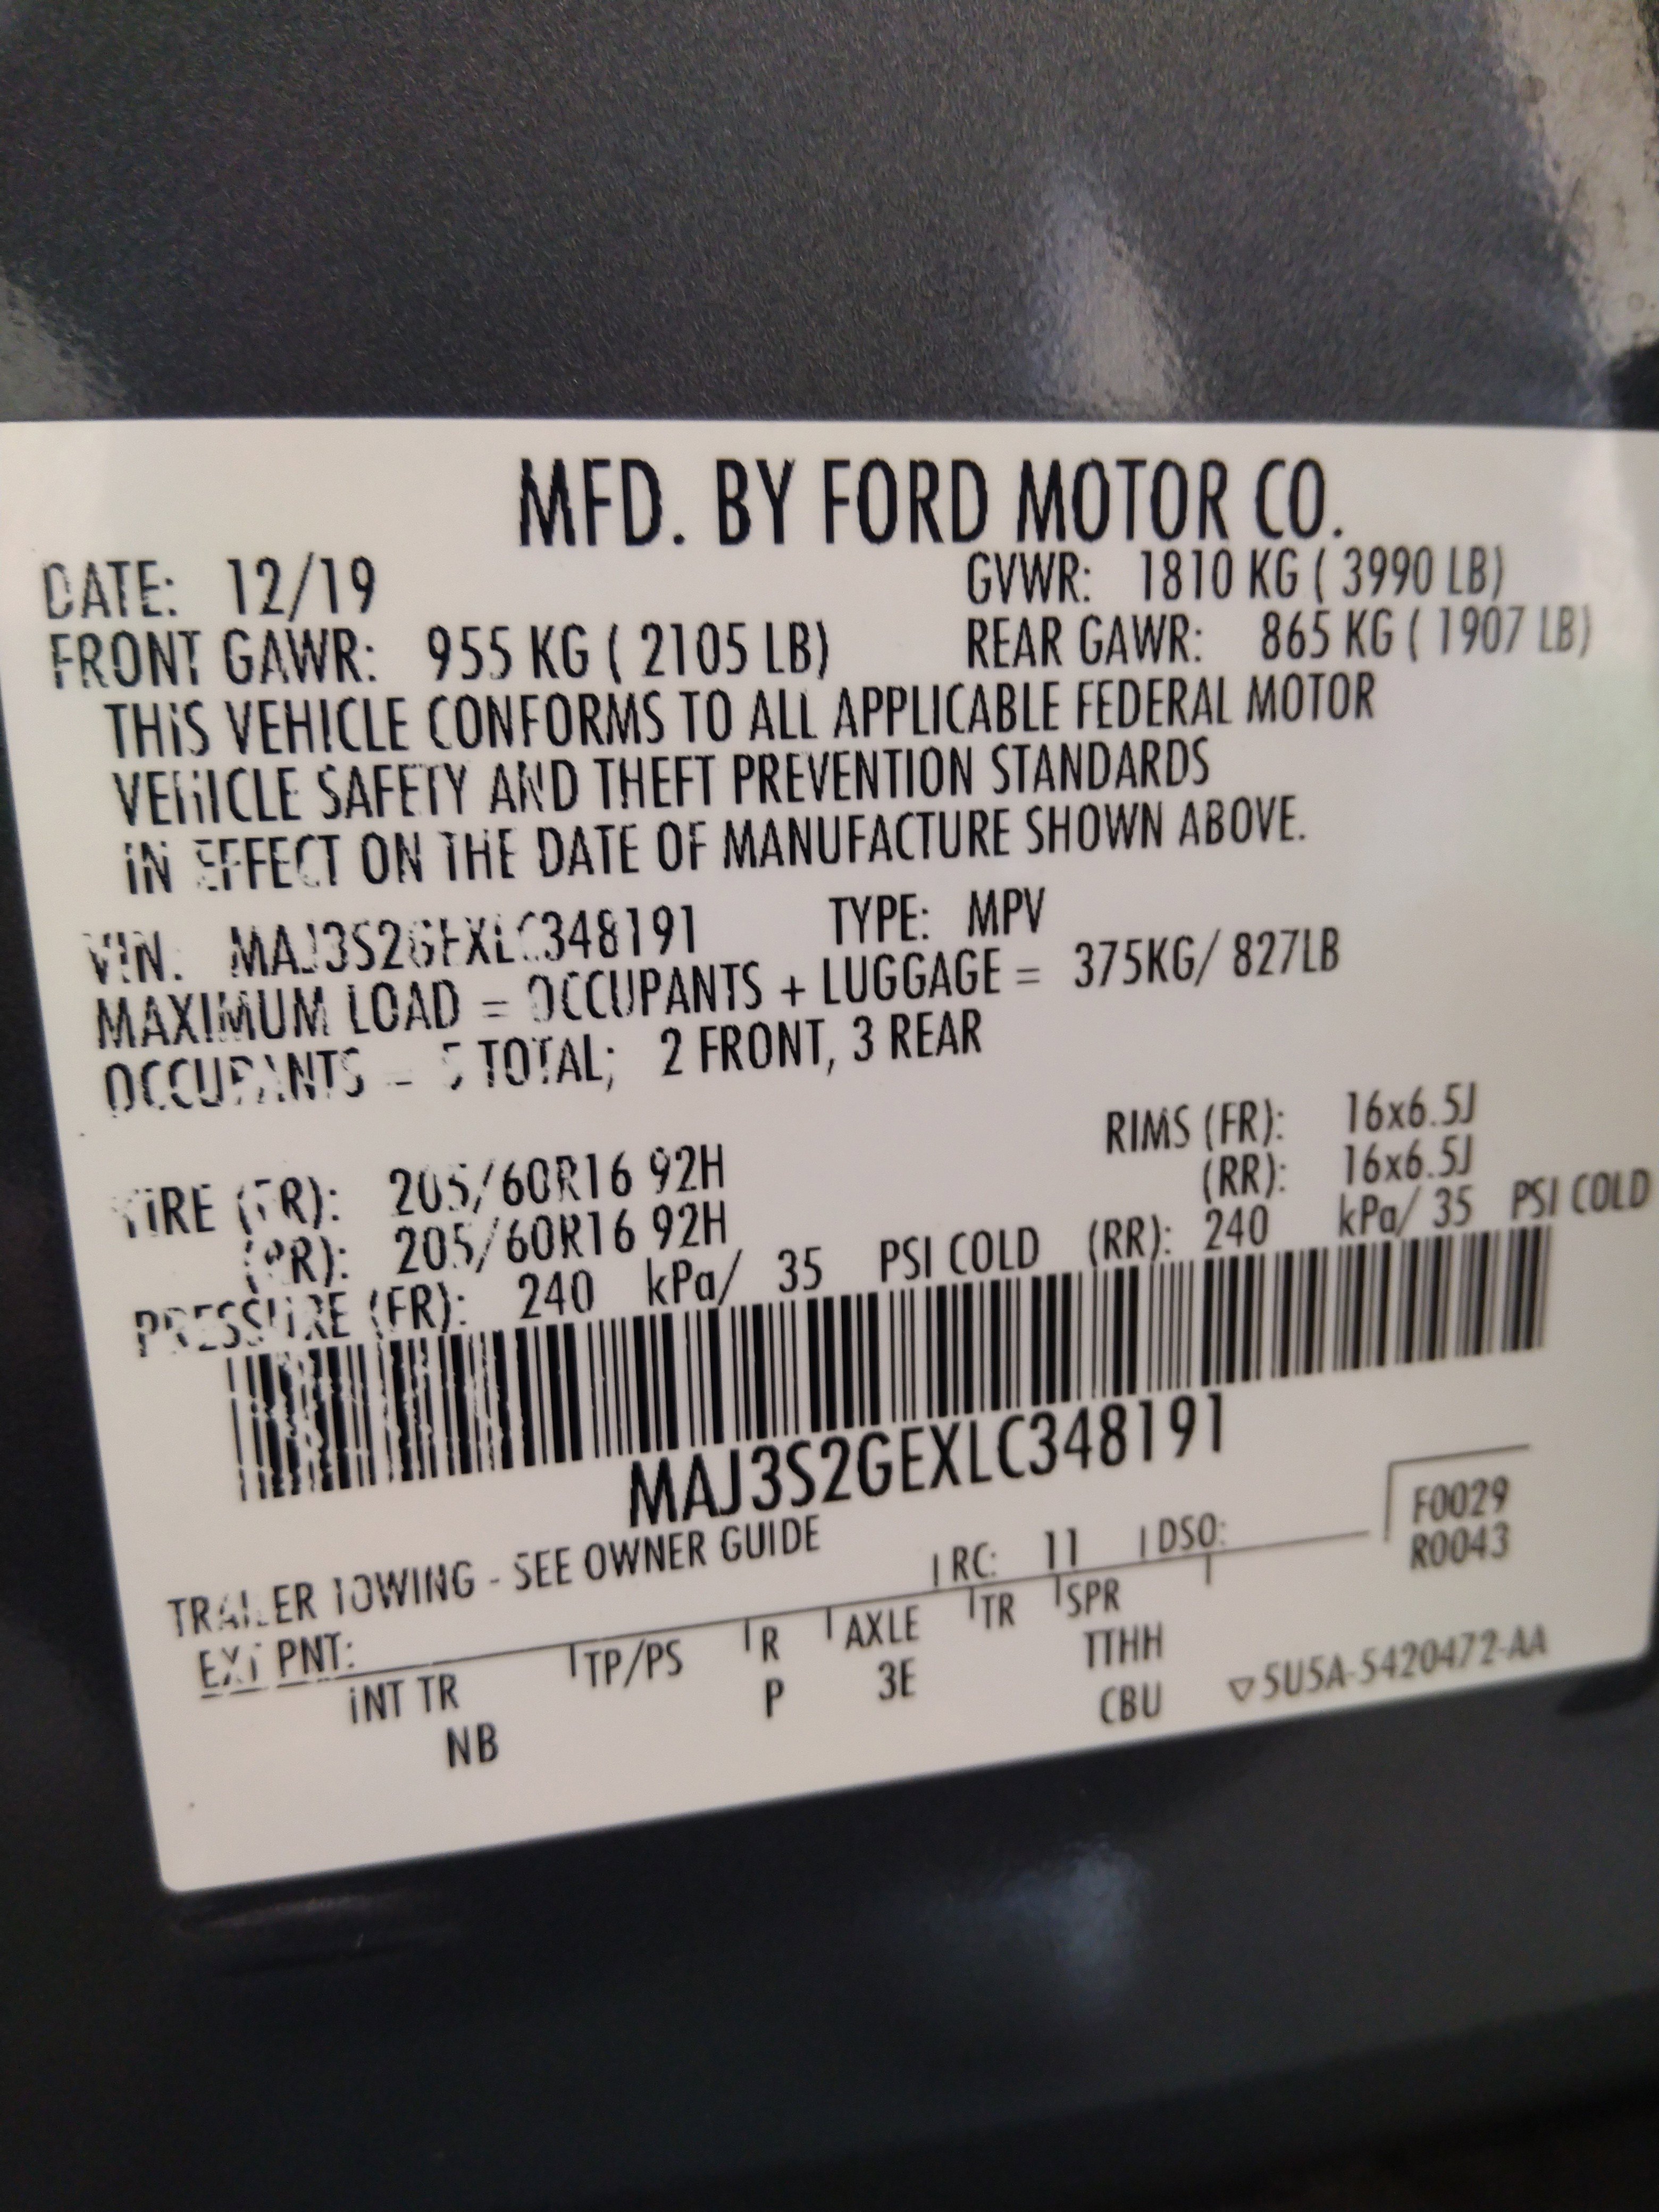 MFD. BY FORD MOTOR CO.
DATE: 12/19 GVWR: 1810 KG ( 3990 LB)
FRONT GAWR: 955 KG ( 2105 LB) REAR GAWR: 865 KG ( 1907 LB)
THIS VEHICLE CONFORMS TO ALL APPLICABLE FEDERAL MOTOR
VEHICLE SAFETY AND THEFT PREVENTION STANDARDS
IN EFFECT ON THE DATE OF MANUFACTURE SHOWN ABOVE.
VIN: MAJ3S2GEXLC348191 TYPE: MPV
MAXIMUM LOAD = OCCUPANTS + LUGGAGE = 375KG/ 827LB
OCCUPANTS = 5 TOTAL; 2 FRONT, 3 REAR
TIRE (FR): 205/60R16 92H RIMS (FR): 16x6.5J
(RR): 205/60R16 92H (RR): 16x6.5J
PRESSURE (FR): 240 kPa/ 35 PSI COLD (RR): 240 kPa/ 35 PSI COLD
MAJ3S2GEXLC348191
TRAILER TOWING - SEE OWNER GUIDE
F0029
EXT PNT: RC: 11 DSO: R0043
INT TR TP/PS R AXLE TR SPR
NB P 3E TTHH
CBU ▽5U5A-5420472-AA